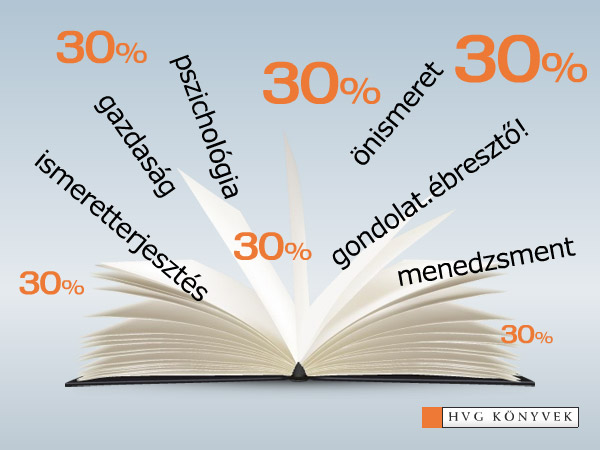 30%
30%
30%
pszichológia
önismeret
gazdaság
gondolat.ébresztő!
ismeretterjesztés
30%
menedzsment
30%
30%
HVG KÖNYVEK